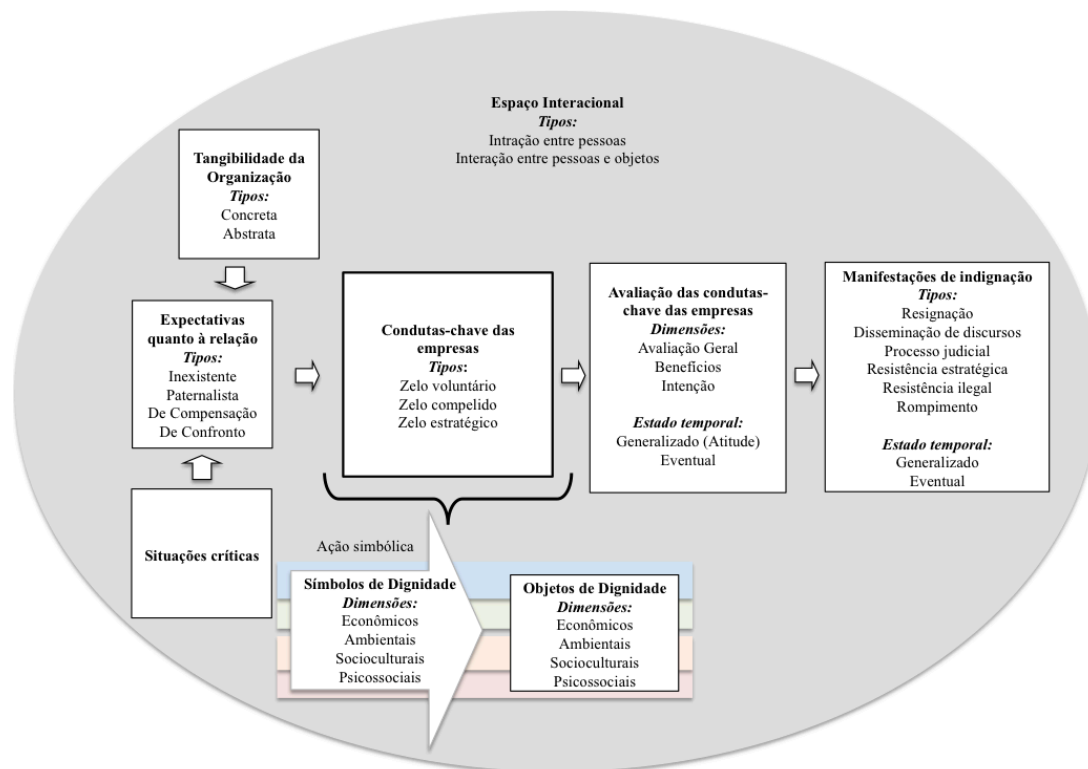 Espaço Interacional
Tipos:
Intração entre pessoas
Interação entre pessoas e objetos
Tangibilidade da
Organização
Tipos:
Concreta
Abstrata
Expectativas
quanto à relação
Tipos:
Inexistente
Paternalista
De Compensação
De Confronto
Situações críticas
Condutas-chave das
empresas
Tipos:
Zelo voluntário
Zelo compelido
Zelo estratégico
Avaliação das condutas-
chave das empresas
Dimensões:
Avaliação Geral
Benefícios
Intenção
Estado temporal:
Generalizado (Atitude)
Eventual
Manifestações de indignação
Tipos:
Resignação
Disseminação de discursos
Processo judicial
Resistência estratégica
Resistência ilegal
Rompimento
Estado temporal:
Generalizado
Eventual
Ação simbólica
Símbolos de Dignidade
Dimensões:
Econômicos
Ambientais
Socioculturais
Psicossociais
Objetos de Dignidade
Dimensões:
Econômicos
Ambientais
Socioculturais
Psicossociais